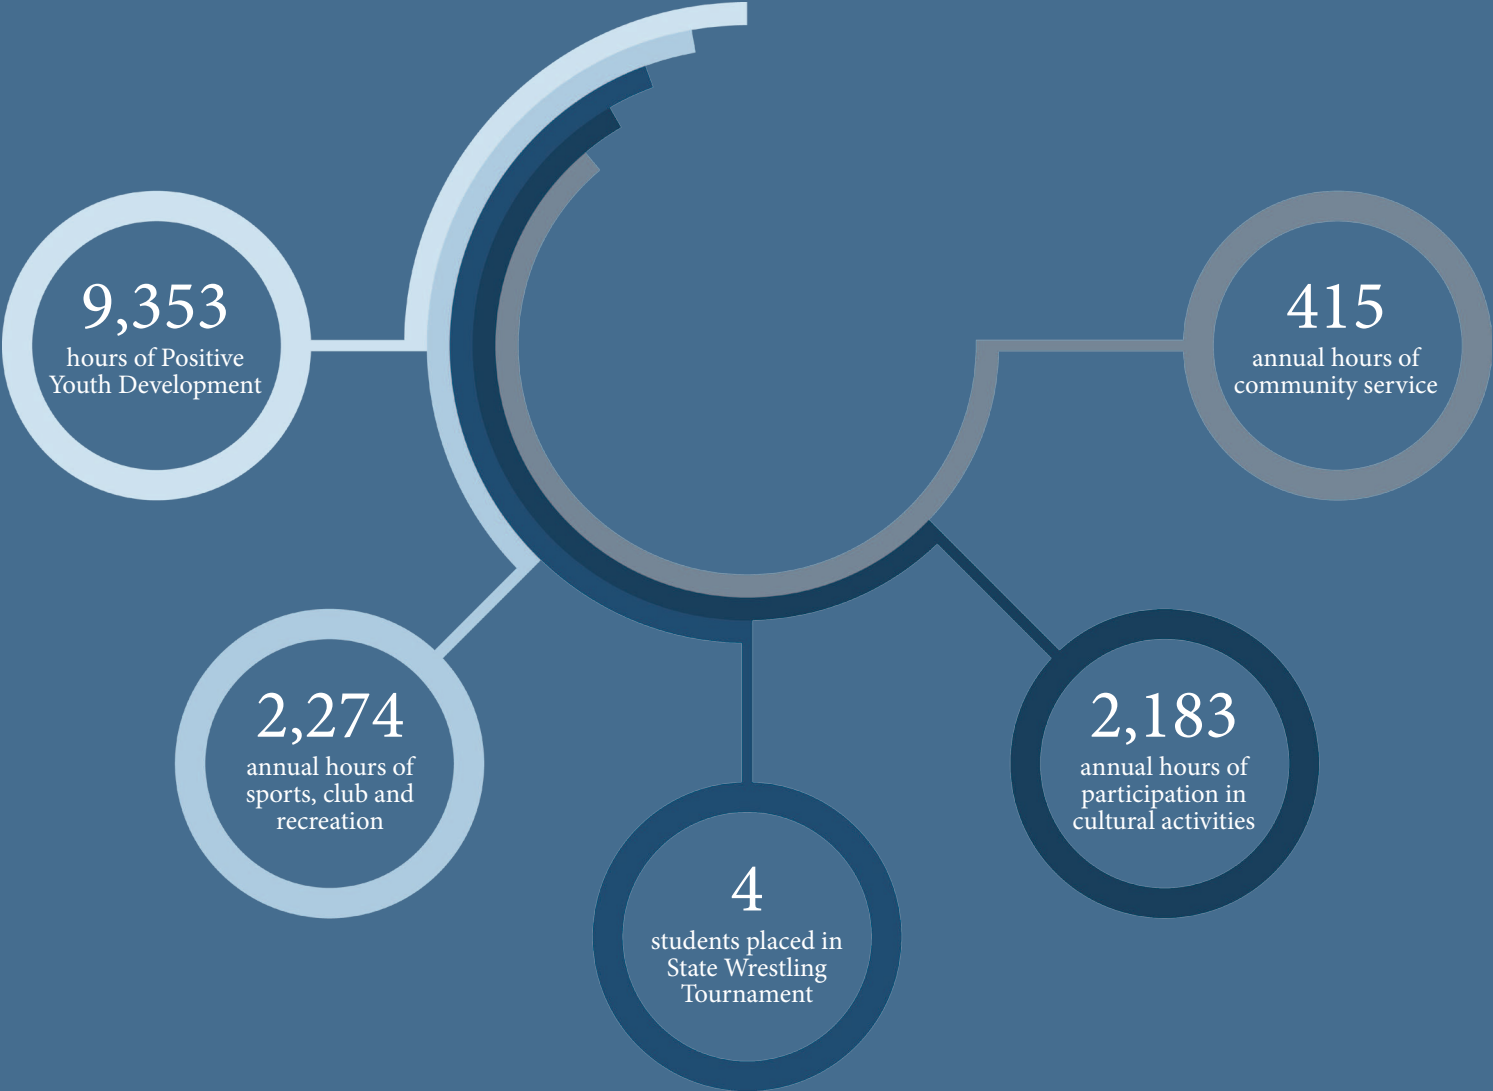 9,353
hours of Positive
Youth Development
2,274
annual hours of
sports, club and
recreation
4
students placed in
State Wrestling
Tournament
2,183
annual hours of
participation in
cultural activities
415
annual hours of
community service